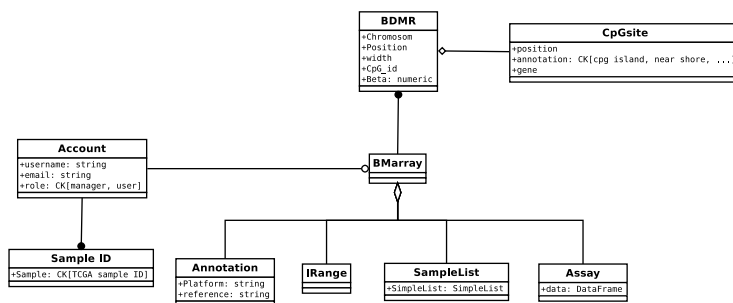 BDMR
+Chromosom
+Position
+width
+CpG_id
+Beta: numeric
CpGsite
+position
+annotation: CK[cpg island, near shore, ...]
+gene
Account
+username: string
+email: string
+role: CK[manager, user]
BMarray
Sample ID
+Sample: CK[TCGA sample ID]
Annotation
+Platform: string
+reference: string
IRange
SampleList
+SimpleList: SimpleList
Assay
+data: DataFrame